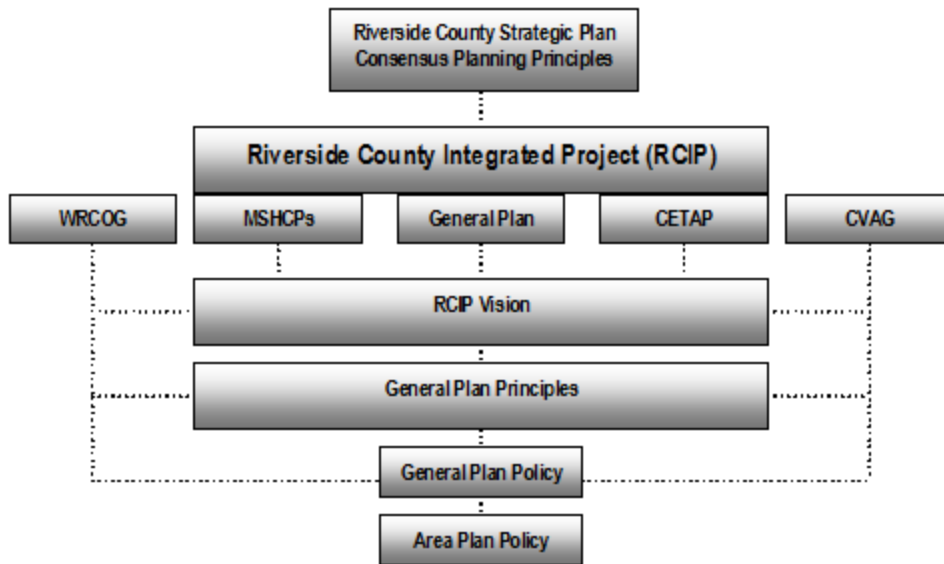 Riverside County Strategic Plan
Consensus Planning Principles
Riverside County Integrated Project (RCIP)
WRCOG
MSHCPs
General Plan
CETAP
CVAG
RCIP Vision
General Plan Principles
General Plan Policy
Area Plan Policy